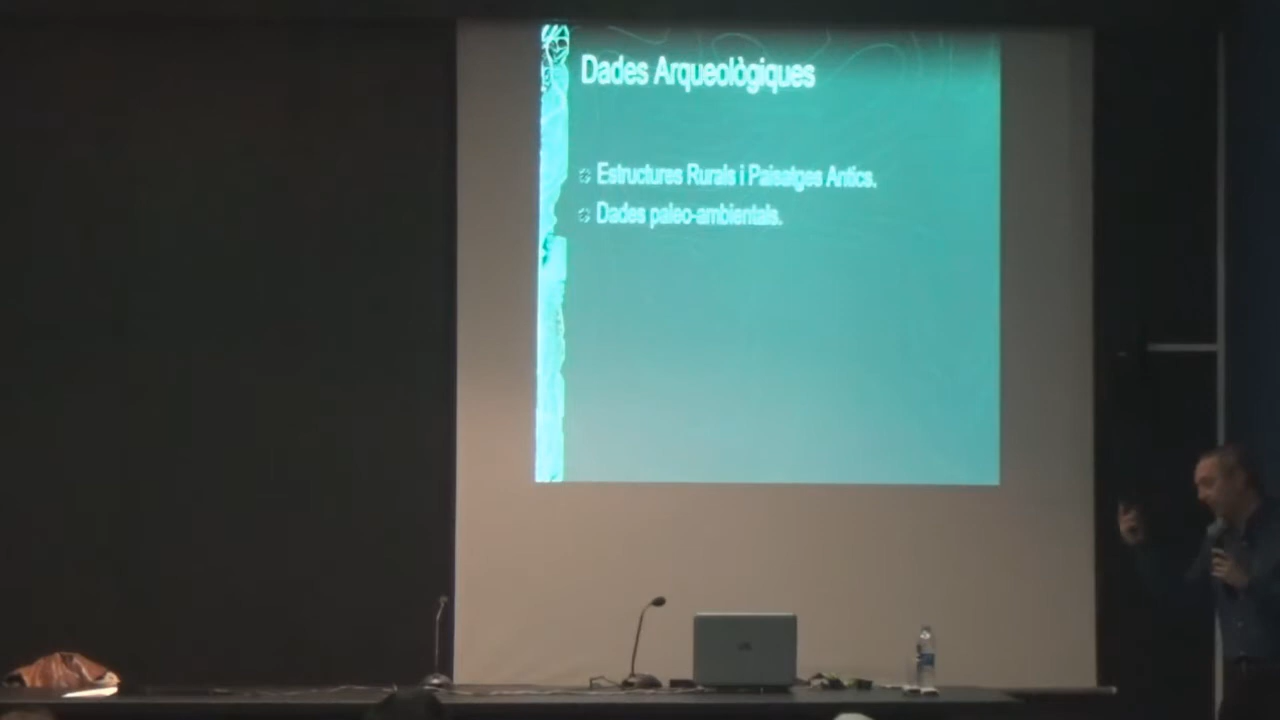 Dades Arqueològiques
Estructures Rurals i Paisatges Antics.
Dades paleo-ambientals.